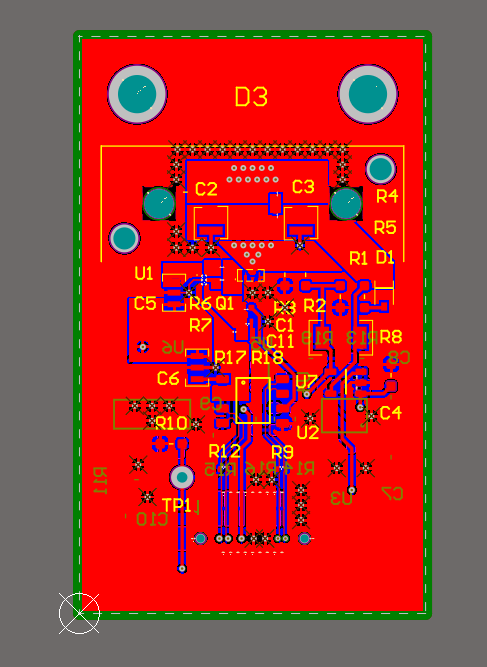 D3
C2 C3
R4
R5
R1 D1
U1
C5 R6 Q1 R3 R2
R7 C1
C11 R19 R13 R8
U6
R17 R18 C8
C6 U7
C9
C4
R10
U2
R12 R9
R15 R16 R14
R11
TP1
C10 U3 C7